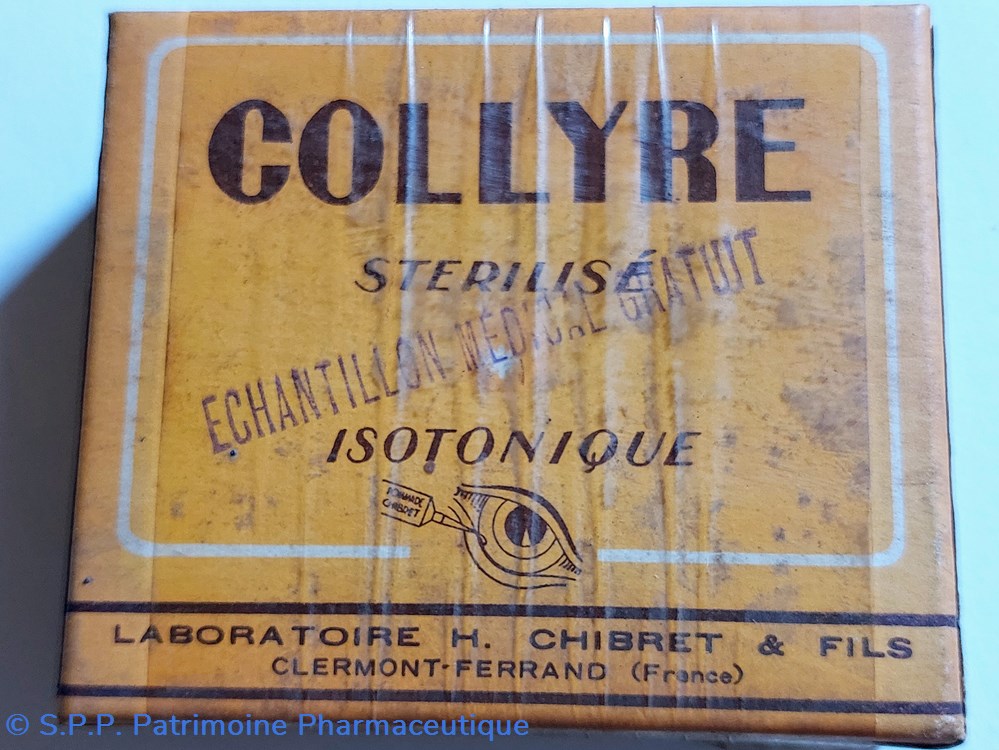 COLLYRE
STERILISÉ
ECHANTILLON MÉDICAL GRATUIT
ISOTONIQUE
POMMADE
CHIBRET
LABORATOIRE H. CHIBRET & FILS
CLERMONT-FERRAND (France)
© S.P.P. Patrimoine Pharmaceutique